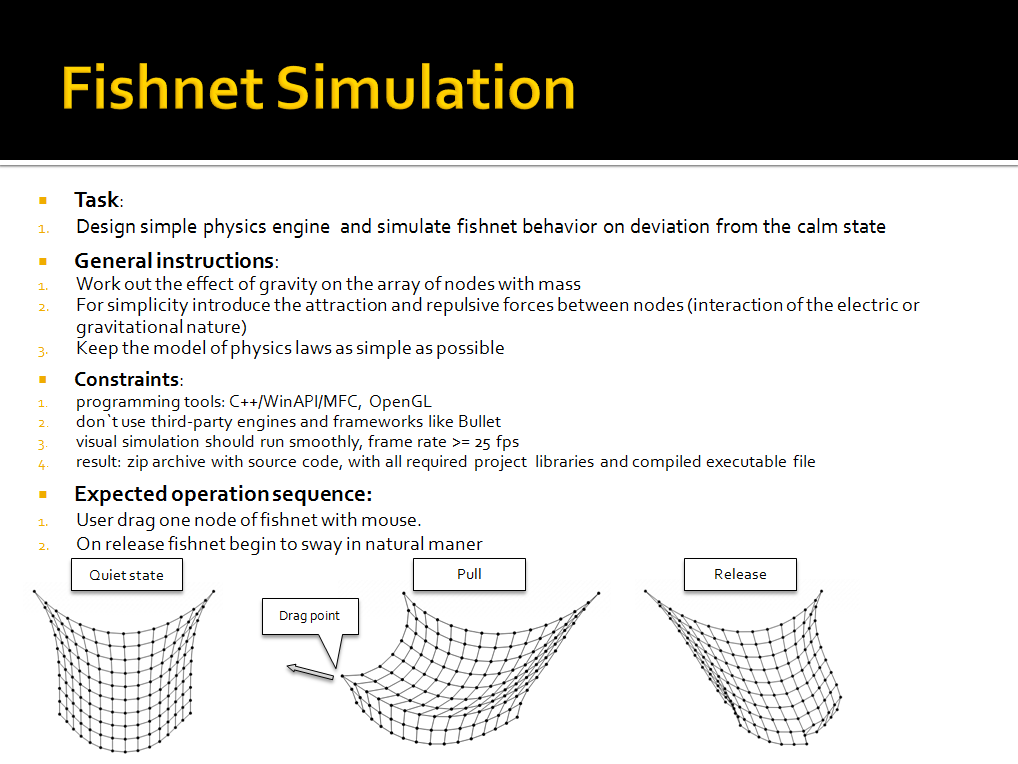 Fishnet Simulation
Task:
1. Design simple physics engine and simulate fishnet behavior on deviation from the calm state
General instructions:
1. Work out the effect of gravity on the array of nodes with mass
2. For simplicity introduce the attraction and repulsive forces between nodes (interaction of the electric or
gravitational nature)
3. Keep the model of physics laws as simple as possible
Constraints:
1. programming tools: C++/WinAPI/MFC, OpenGL
2. don`t use third-party engines and frameworks like Bullet
3. visual simulation should run smoothly, frame rate >= 25 fps
4. result: zip archive with source code, with all required project libraries and compiled executable file
Expected operation sequence:
1. User drag one node of fishnet with mouse.
2. On release fishnet begin to sway in natural maner
Quiet state
Pull
Release
Drag point